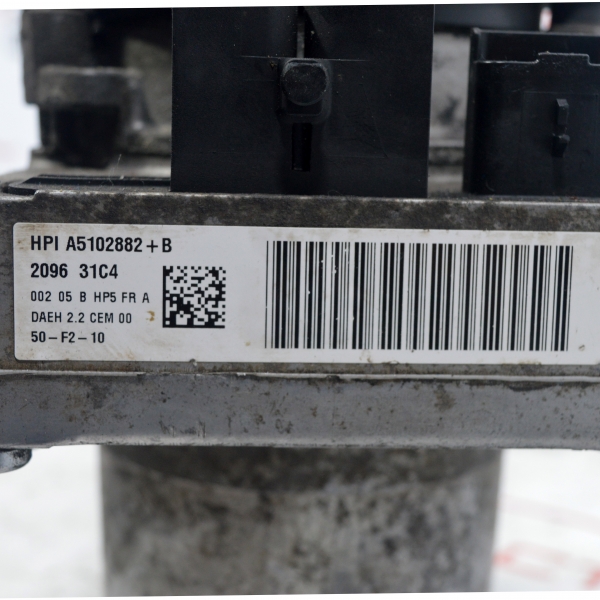 HPI A5102882+B
2096 31C4
002 05 B HP5 FR A
DAEH 2.2 CEM 00
50-F2-10